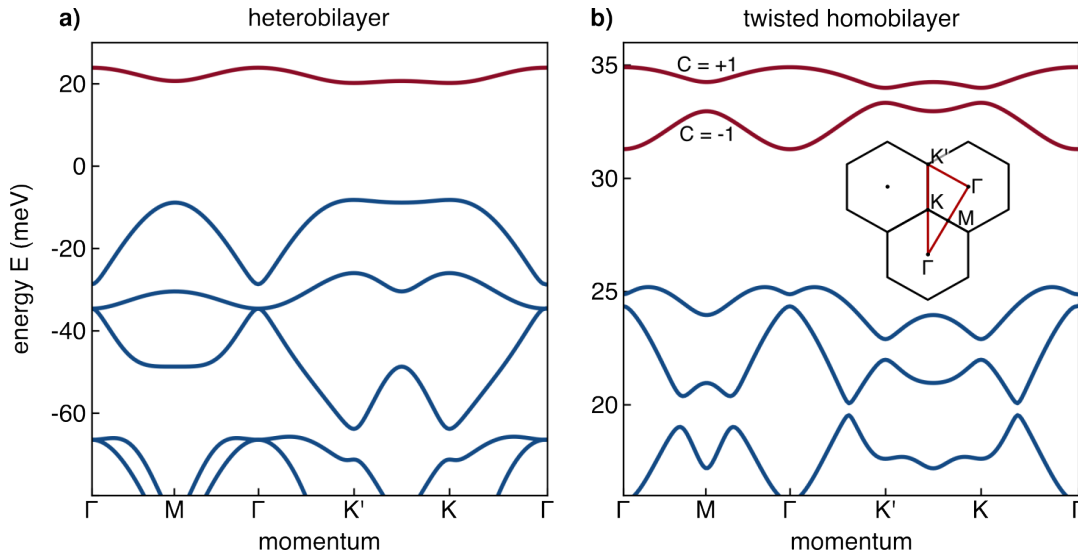 a)
heterobilayer
energy E (meV)
20
0
-20
-40
-60
Γ M Γ K' K Γ
momentum
b)
twisted homobilayer
35
30
25
20
C = +1
C = -1
K'
Γ
K
M
Γ
Γ M Γ K' K Γ
momentum